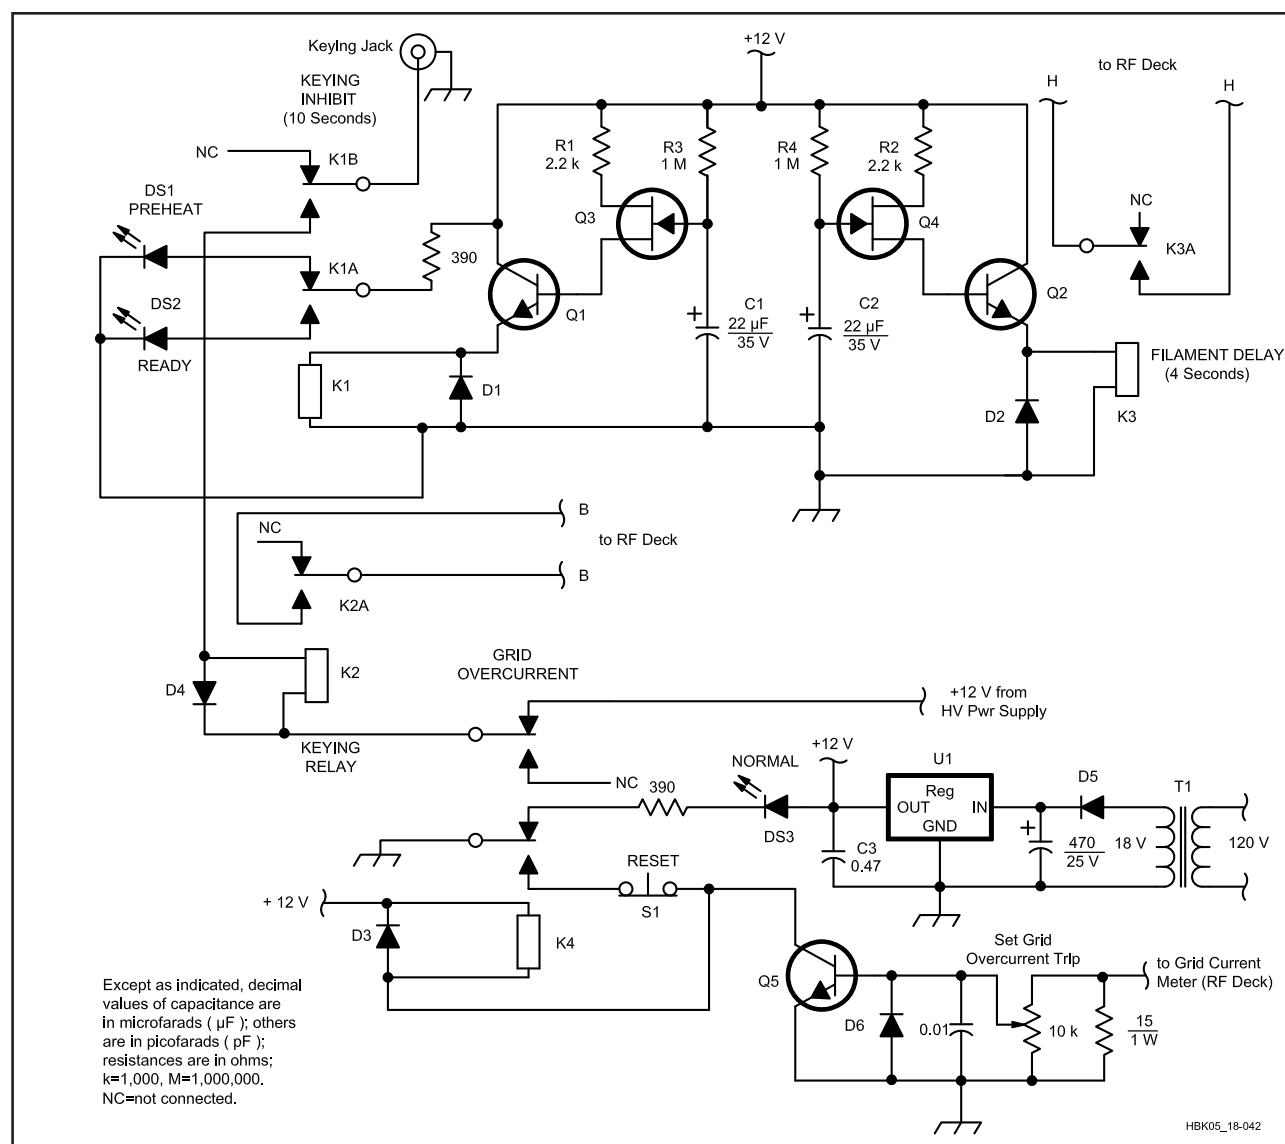 Keying Jack
KEYING
INHIBIT
(10 Seconds)
+12 V
to RF Deck
H
H
NC
K1B
DS1
PREHEAT
R1
2.2 k
R3
1 M
R4
1 M
R2
2.2 k
NC
Q3
Q4
K3A
K1A
390
DS2
Q1
Q2
READY
+
C1
22 µF
35 V
+
C2
22 µF
35 V
FILAMENT DELAY
(4 Seconds)
K1
D1
D2
K3
B
NC
to RF Deck
B
K2A
GRID
OVERCURRENT
K2
D4
+12 V from
HV Pwr Supply
KEYING
RELAY
+12 V
NORMAL
U1
NC
390
Reg
OUT
IN
GND
D5
T1
DS3
C3
0.47
+
470
25 V
18 V
120 V
RESET
S1
+ 12 V
D3
K4
Set Grid
Overcurrent Trip
to Grid Current
Meter (RF Deck)
Q5
D6
0.01
10 k
15
1 W
Except as indicated, decimal
values of capacitance are
in microfarads ( µF ); others
are in picofarads ( pF );
resistances are in ohms;
k=1,000, M=1,000,000.
NC=not connected.
HBK05_18-042